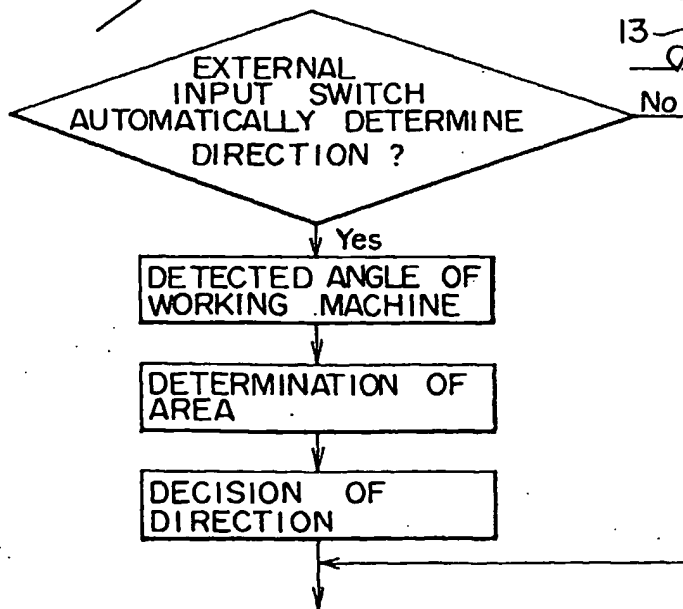 EXTERNAL
INPUT SWITCH
AUTOMATICALLY DETERMINE
DIRECTION ?
13
No
Yes
DETECTED ANGLE OF
WORKING MACHINE
DETERMINATION OF
AREA
DECISION OF
DIRECTION